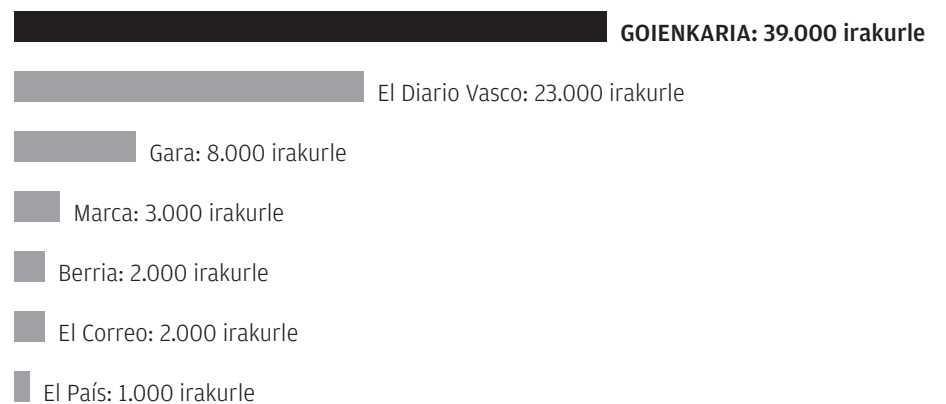 GOIENKARIA: 39.000 irakurle
El Diario Vasco: 23.000 irakurle
Gara: 8.000 irakurle
Marca: 3.000 irakurle
Berria: 2.000 irakurle
El Correo: 2.000 irakurle
El País: 1.000 irakurle